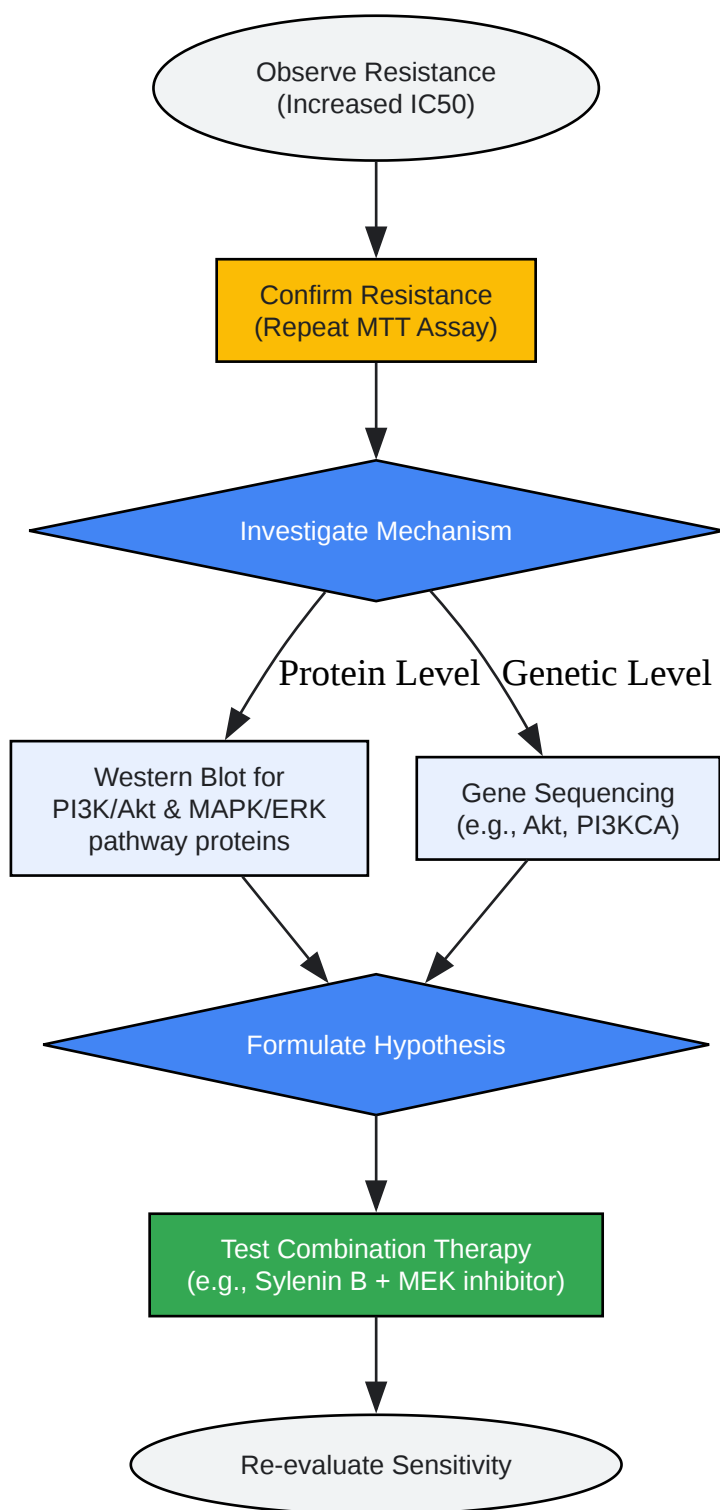 Observe Resistance
(Increased IC50)
Confirm Resistance
(Repeat MTT Assay)
Investigate Mechanism
Protein Level
Genetic Level
Western Blot for
PI3K/Akt & MAPK/ERK
pathway proteins
Gene Sequencing
(e.g., Akt, PI3KCA)
Formulate Hypothesis
Test Combination Therapy
(e.g., Sylenin B + MEK inhibitor)
Re-evaluate Sensitivity